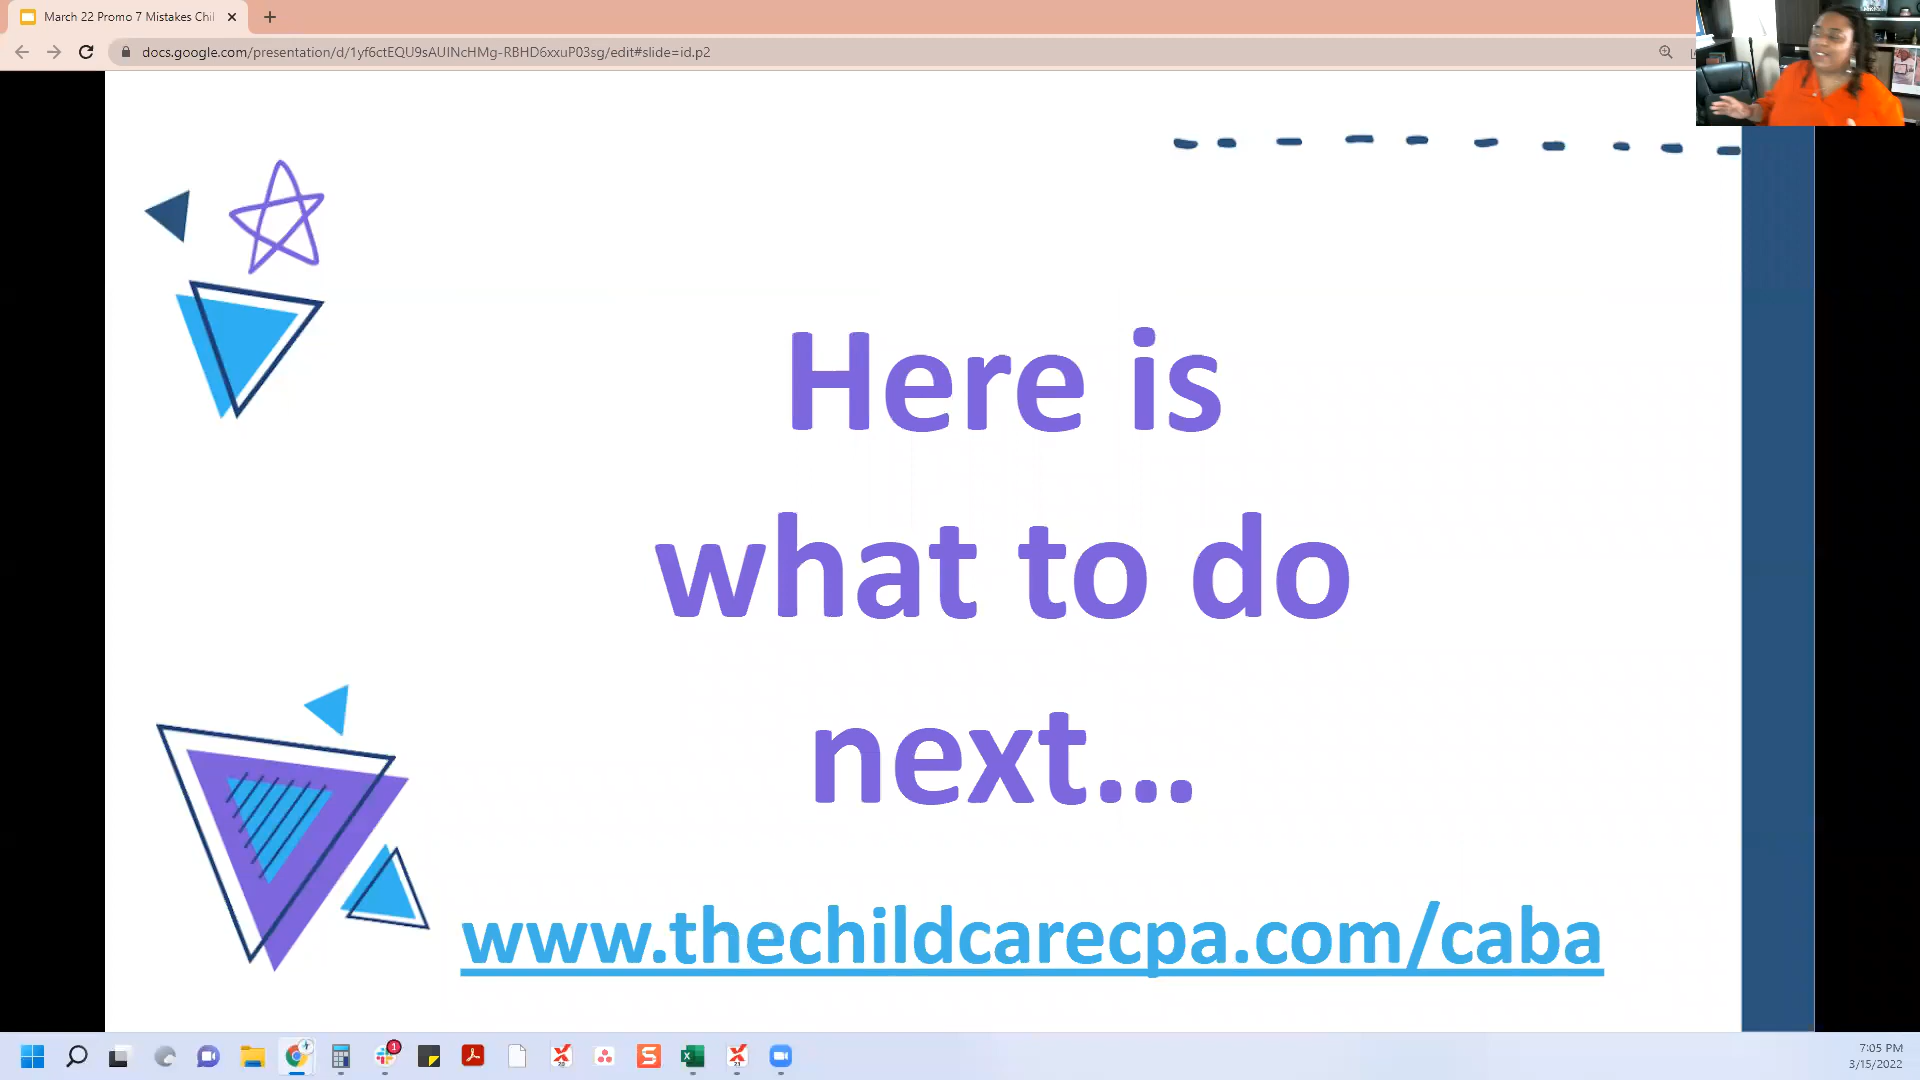 March 22 Promo 7 Mistakes Chil
docs.google.com/presentation/d/1yf6ctEQU9sAUINcHMg-RBHD6xxuP03sg/edit#slide=id.p2
Here is
what to do
next...
www.thechildcarecpa.com/caba
1
S
7:05 PM
3/15/2022